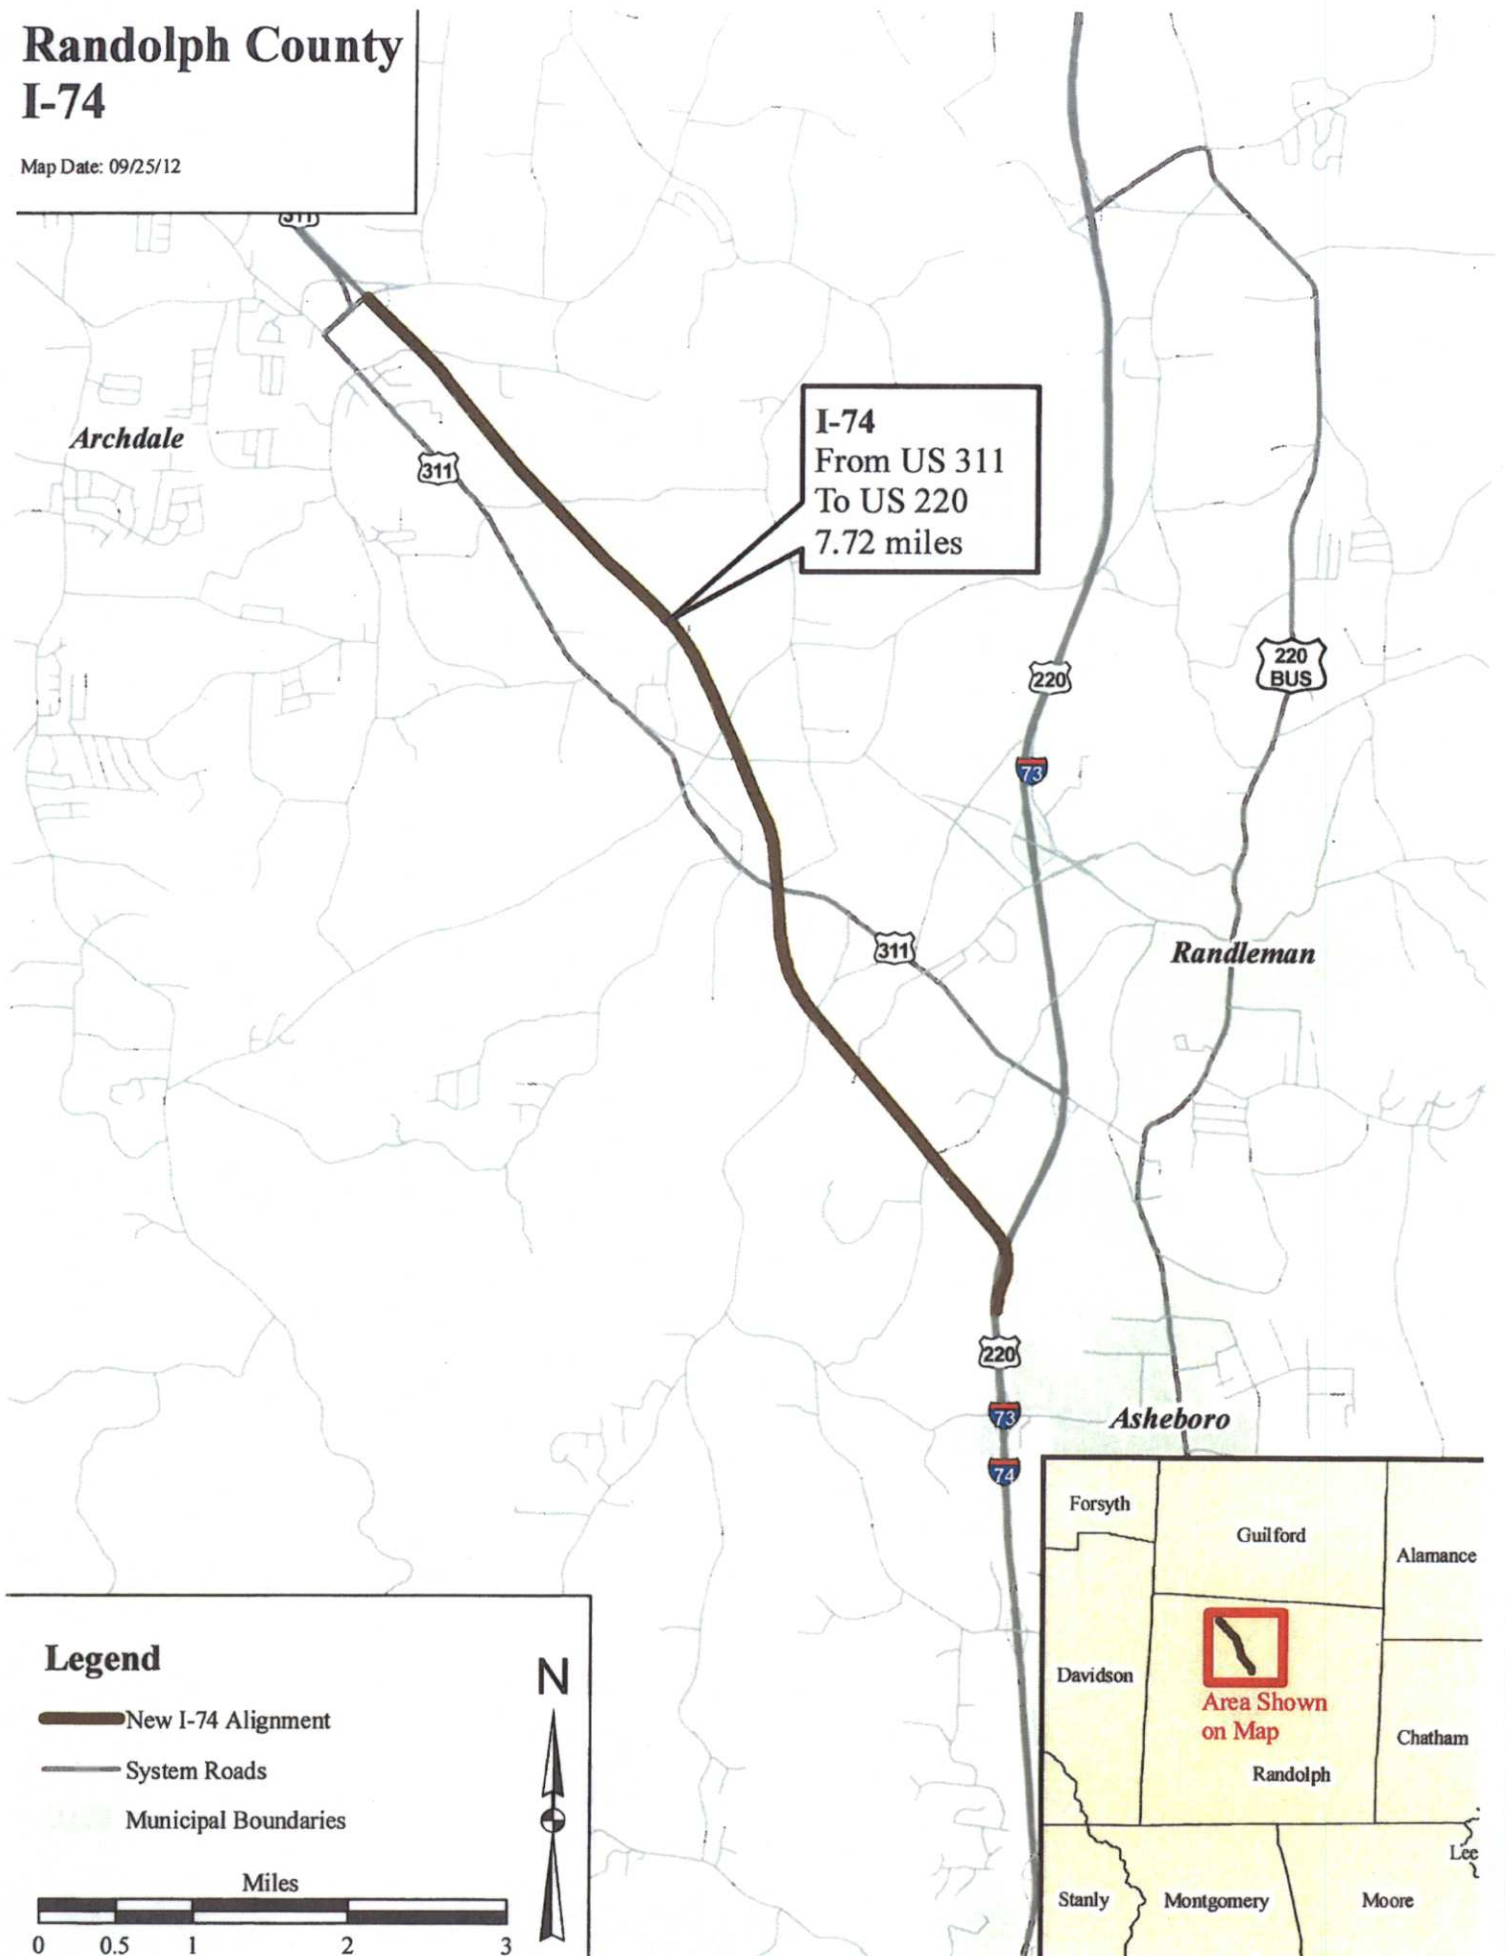 Randolph County
I-74
Map Date: 09/25/12
311
Archdale
311
I-74
From US 311
To US 220
7.72 miles
220
220
BUS
73
311
Randleman
220
73
Asheboro
74
Legend
New I-74 Alignment
System Roads
Municipal Boundaries
Miles
0 0.5 1 2 3
N
Forsyth
Guilford
Alamance
Davidson
Area Shown
on Map
Chatham
Randolph
Lee
Stanly
Montgomery
Moore